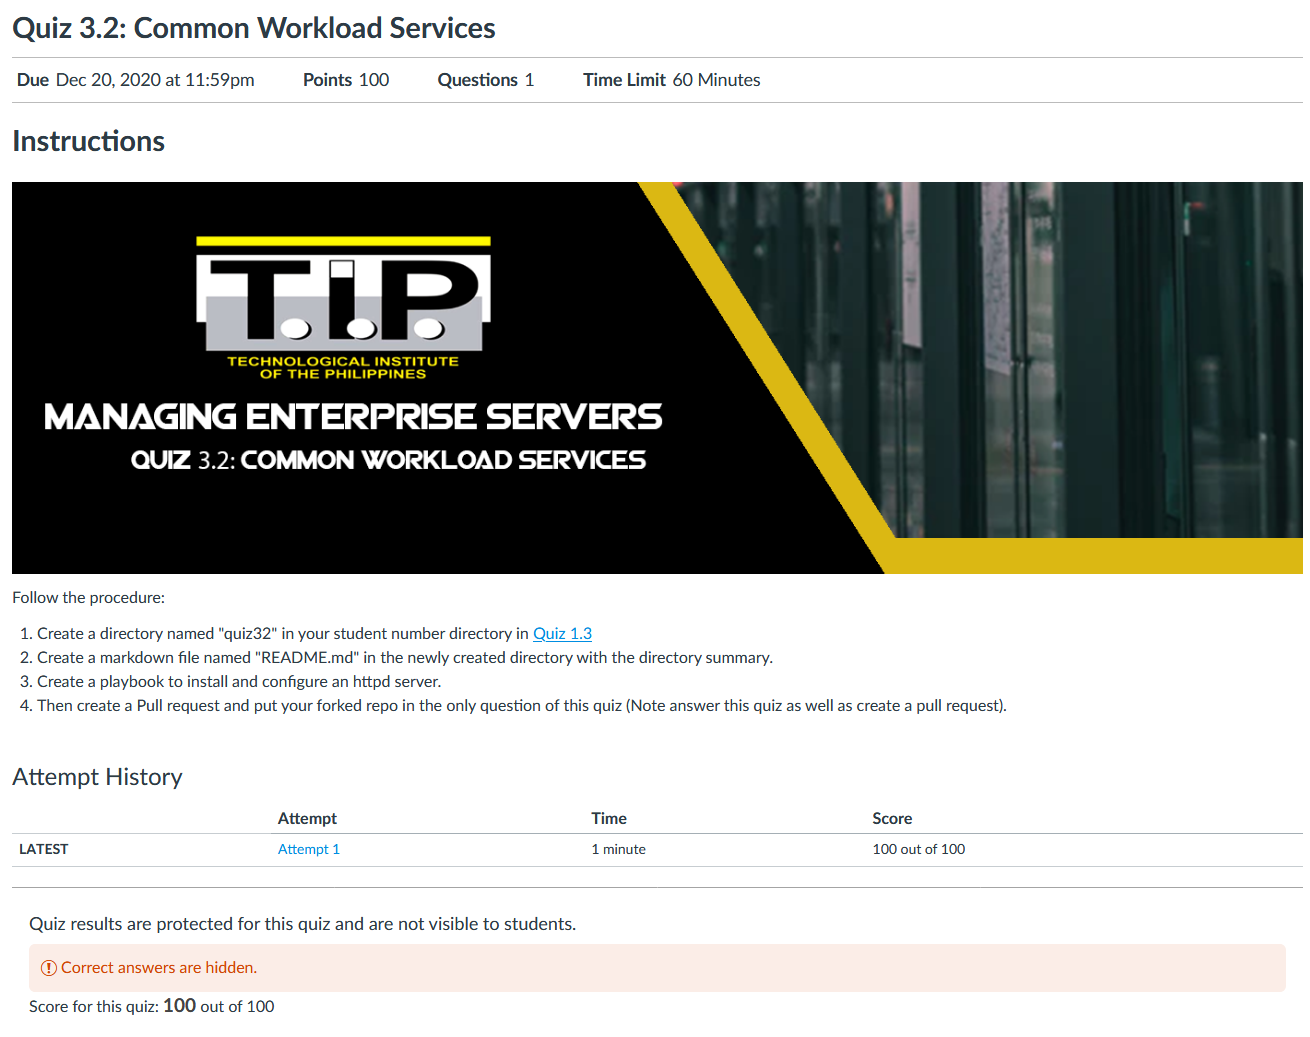 Quiz 3.2: Common Workload Services
Due Dec 20, 2020 at 11:59pm Points 100 Questions 1 Time Limit 60 Minutes
Instructions
T.i.P.
TECHNOLOGICAL INSTITUTE
OF THE PHILIPPINES
MANAGING ENTERPRISE SERVERS
QUIZ 3.2: COMMON WORKLOAD SERVICES
Follow the procedure:
1. Create a directory named "quiz32" in your student number directory in Quiz 1.3
2. Create a markdown file named "README.md" in the newly created directory with the directory summary.
3. Create a playbook to install and configure an httpd server.
4. Then create a Pull request and put your forked repo in the only question of this quiz (Note answer this quiz as well as create a pull request).
Attempt History
Attempt Time Score
LATEST Attempt 1 1 minute 100 out of 100
Quiz results are protected for this quiz and are not visible to students.
Correct answers are hidden.
Score for this quiz: 100 out of 100